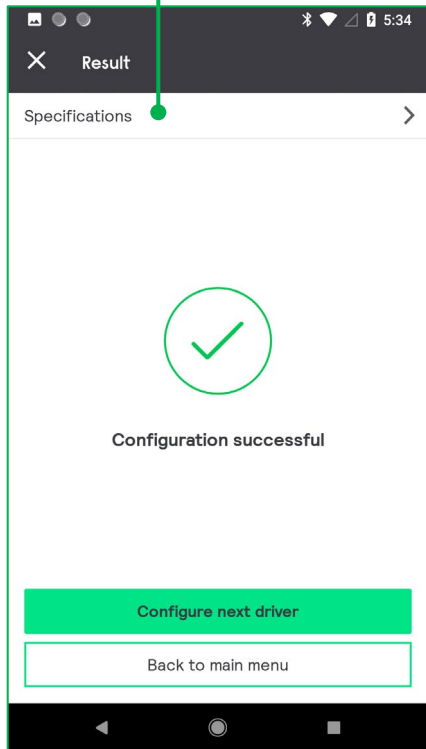 5:34
Result
Specifications
Configuration successful
Configure next driver
Back to main menu